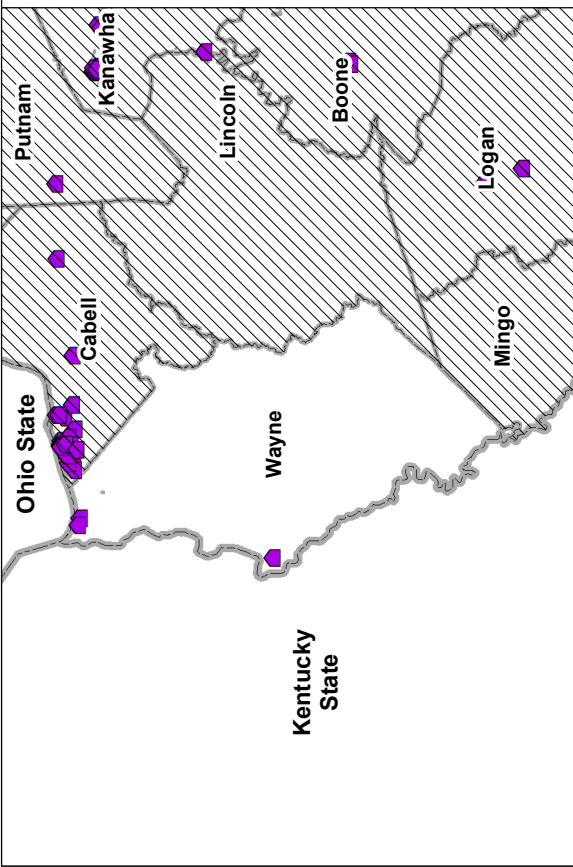 Ohio State
Putnam
Kanawha
Cabell
Lincoln
Boone
Wayne
Logan
Mingo
Kentucky
State